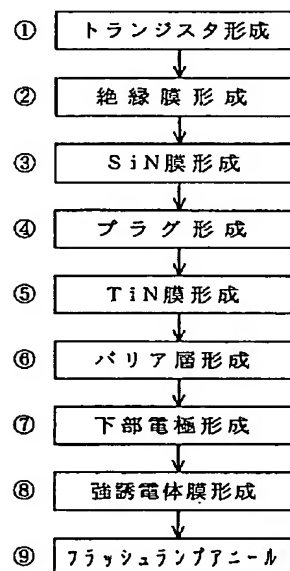 ① トランジスタ形成
② 絶縁膜形成
③ SiN膜形成
④ プラグ形成
⑤ TiN膜形成
⑥ バリア層形成
⑦ 下部電極形成
⑧ 強誘電体膜形成
⑨ フラッシュランプアニール